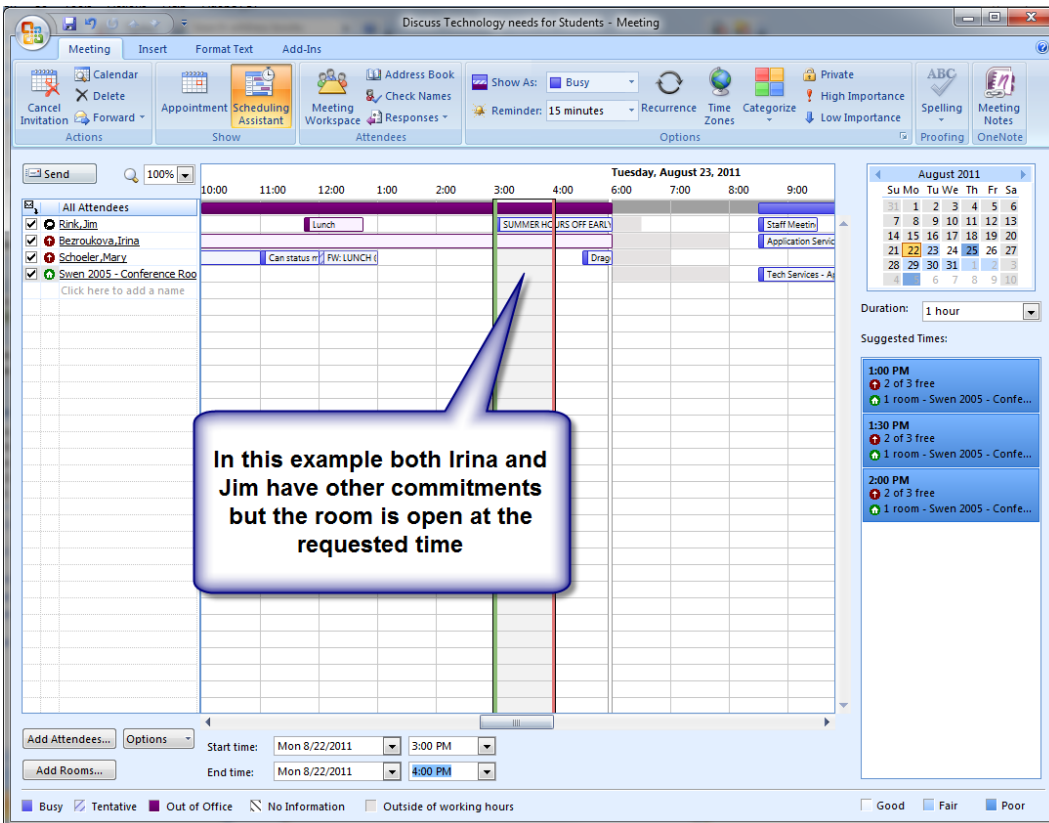 Discuss Technology needs for Students - Meeting
Meeting Insert Format Text Add-Ins
Cancel Invitation
Calendar
Delete
Forward
Actions
Appointment
Scheduling Assistant
Show
Meeting Workspace
Address Book
Check Names
Responses
Attendees
Show As: Busy
Reminder: 15 minutes
Recurrence
Time Zones
Categorize
Private
High Importance
Low Importance
Options
ABC
Spelling
Proofing
Meeting Notes
OneNote
Send 100%
Tuesday, August 23, 2011
10:00 11:00 12:00 1:00 2:00 3:00 4:00 6:00 7:00 8:00 9:00
All Attendees
Rink,Jim
Lunch SUMMER HOURS OFF EARLY Staff Meetin
Bezroukova,Irina
Application Servic
Schoeler,Mary
Can status m FW: LUNCH ( Drag
Swen 2005 - Conference Roo
Tech Services - A
Click here to add a name
In this example both Irina and
Jim have other commitments
but the room is open at the
requested time
August 2011
Su Mo Tu We Th Fr Sa
31 1 2 3 4 5 6
7 8 9 10 11 12 13
14 15 16 17 18 19 20
21 22 23 24 25 26 27
28 29 30 31 1 2 3
4 5 6 7 8 9 10
Duration: 1 hour
Suggested Times:
1:00 PM
2 of 3 free
1 room - Swen 2005 - Confe...
1:30 PM
2 of 3 free
1 room - Swen 2005 - Confe...
2:00 PM
2 of 3 free
1 room - Swen 2005 - Confe...
Add Attendees... Options
Add Rooms...
Start time: Mon 8/22/2011 3:00 PM
End time: Mon 8/22/2011 4:00 PM
Busy Tentative Out of Office No Information Outside of working hours
Good Fair Poor